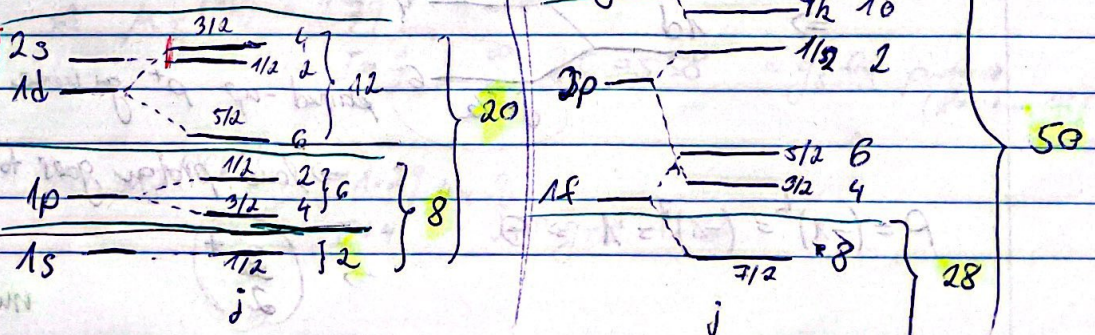 3/2 4
2s 1/2 2 } 12
1d
5/2 6 20
1/2 2
1p } 6
3/2 4 8
1s 1/2 } 2
j
10
1/2 2
2p
5/2 6 50
3/2 4
1f
7/2 8 28
j